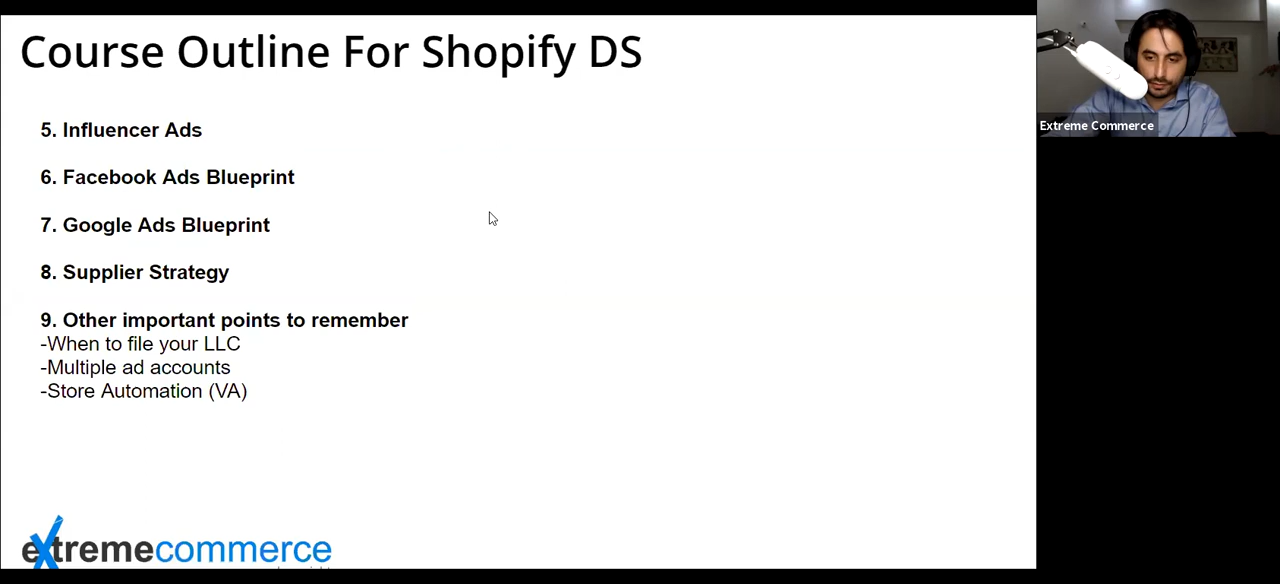 Course Outline For Shopify DS
5. Influencer Ads
6. Facebook Ads Blueprint
7. Google Ads Blueprint
8. Supplier Strategy
9. Other important points to remember
-When to file your LLC
-Multiple ad accounts
-Store Automation (VA)
extremecommerce
Extreme Commerce